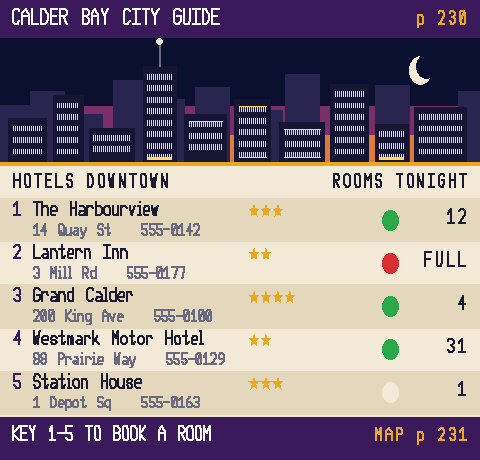 CALDER BAY CITY GUIDE p 230
HOTELS DOWNTOWN ROOMS TONIGHT
1 The Harbourview ★★★ 12
14 Quay St 555-0142
2 Lantern Inn ★★ FULL
3 Mill Rd 555-0177
3 Grand Calder ★★★★ 4
200 King Ave 555-0100
4 Westmark Motor Hotel ★★ 31
88 Prairie Way 555-0129
5 Station House ★★★ 1
1 Depot Sq 555-0163
KEY 1-5 TO BOOK A ROOM MAP p 231